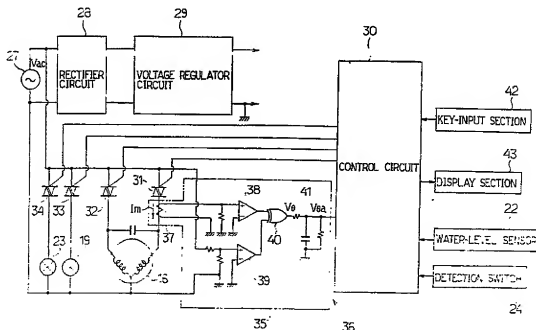 28
29
30
27
Vac
RECTIFIER
CIRCUIT
VOLTAGE REGULATOR
CIRCUIT
42
KEY-INPUT SECTION
CONTROL CIRCUIT
43
DISPLAY SECTION
31
38
41
34
33
32
Im
Vθ
Vθa
22
WATER-LEVEL SENSOR
37
40
23
19
16
39
DETECTION SWITCH
35
36
24